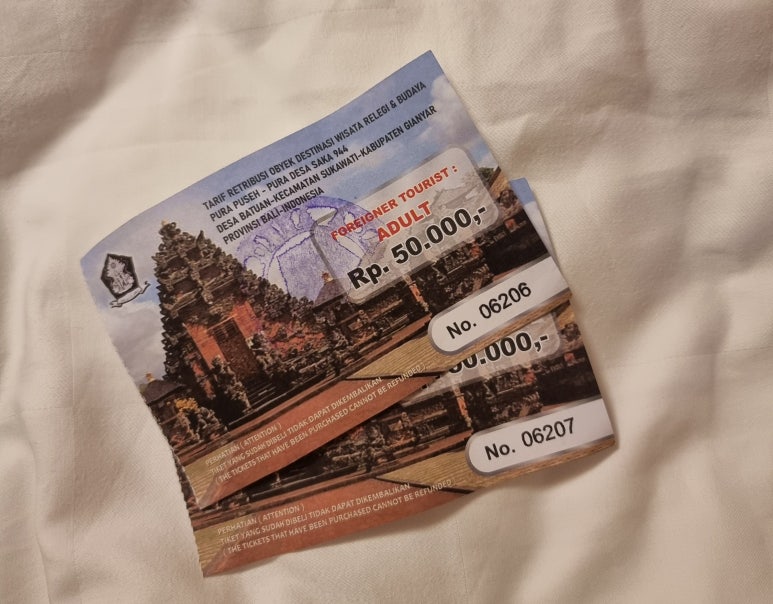 TARIF RETRIBUSI OBYEK DESTINASI WISATA RELEGI & BUDAYA
PURA PUSEH - PURA DESA SAKA 944
DESA BATUAN-KECAMATAN SUKAWATI-KABUPATEN GIANYAR
PROVINSI BALI-INDONESIA
FOREIGNER TOURIST :
ADULT
Rp. 50.000,-
No. 06206
PERHATIAN ( ATTENTION )
TIKET YANG SUDAH DIBELI TIDAK DAPAT DIKEMBALIKAN
( THE TICKETS THAT HAVE BEEN PURCHASED CANNOT BE REFUNDED )
0.000,-
No. 06207
PERHATIAN ( ATTENTION )
TIKET YANG SUDAH DIBELI TIDAK DAPAT DIKEMBALIKAN
( THE TICKETS THAT HAVE BEEN PURCHASED CANNOT BE REFUNDED )